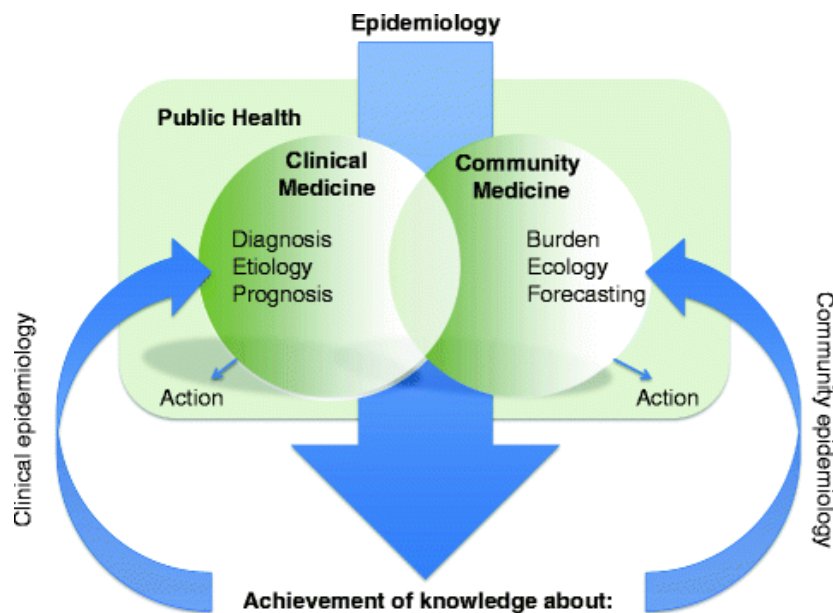 Epidemiology
Public Health
Clinical
Medicine
Community
Medicine
Diagnosis
Etiology
Prognosis
Burden
Ecology
Forecasting
Action
Action
Clinical epidemiology
Community epidemiology
Achievement of knowledge about: